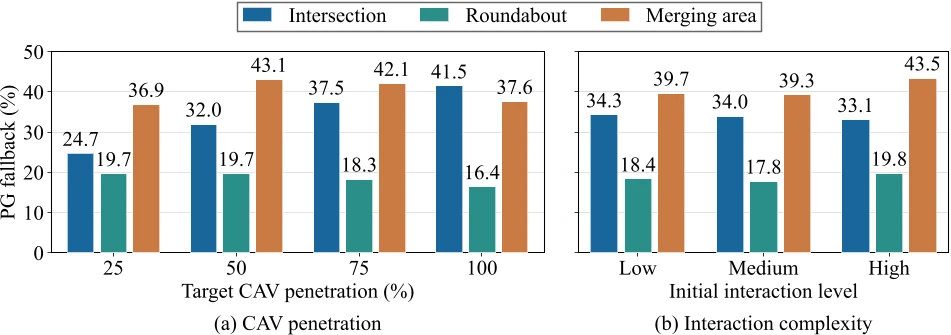 Intersection Roundabout Merging area
PG fallback (%)
50
40
30
20
10
0
24.7 19.7 36.9
32.0 19.7 43.1
37.5 18.3 42.1
41.5 16.4 37.6
25 50 75 100
Target CAV penetration (%)
(a) CAV penetration
34.3 18.4 39.7
34.0 17.8 39.3
33.1 19.8 43.5
Low Medium High
Initial interaction level
(b) Interaction complexity